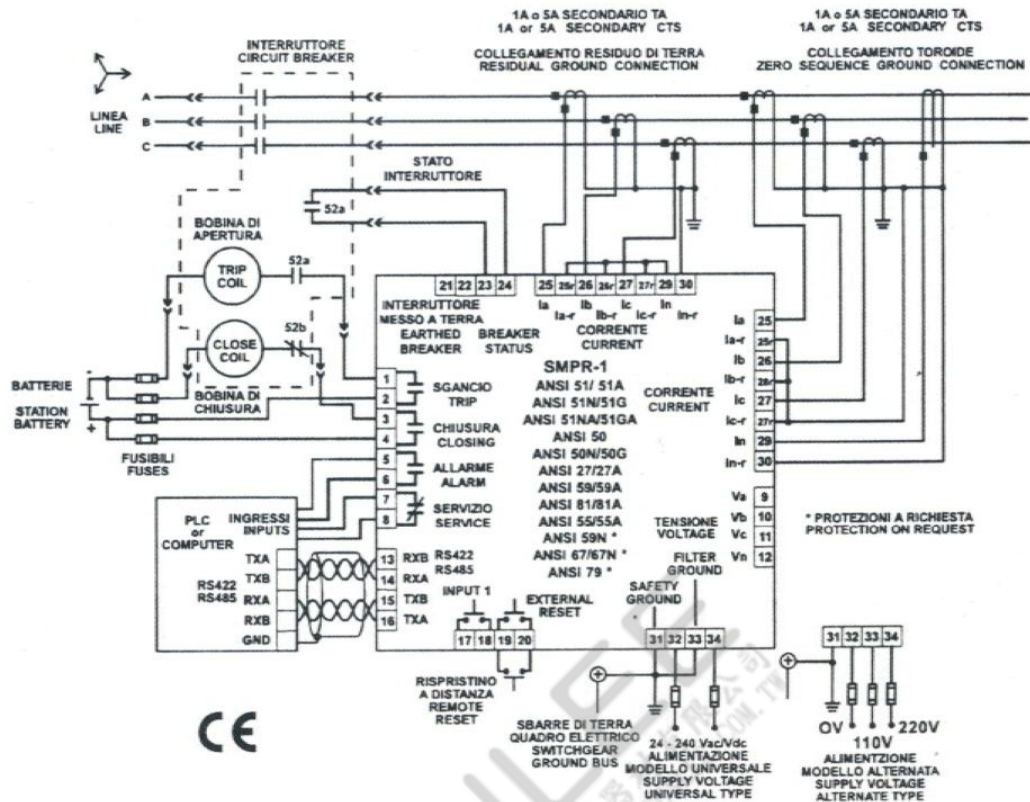 1A o 5A SECONDARIO TA
1A or 5A SECONDARY CTS
COLLEGAMENTO RESIDUO DI TERRA
RESIDUAL GROUND CONNECTION
1A o 5A SECONDARIO TA
1A or 5A SECONDARY CTS
COLLEGAMENTO TOROIDE
ZERO SEQUENCE GROUND CONNECTION
INTERRUTTORE
CIRCUIT BREAKER
LINEA
LINE
A
B
C
STATO
INTERRUTTORE
52a
BOBINA DI
APERTURA
TRIP
COIL
52a
CLOSE
COIL
52b
BOBINA DI
CHIUSURA
BATTERIE
STATION
BATTERY
-
+
FUSIBILI
FUSES
21 22 23 24
25 25r 26 26r 27 27r 29 30
Ia Ib Ic In
Ia-r Ib-r Ic-r In-r
INTERRUTTORE
MESSO A TERRA
EARTHED
BREAKER
BREAKER
STATUS
CORRENTE
CURRENT
SMPR-1
ANSI 51/ 51A
ANSI 51N/51G
ANSI 51NA/51GA
ANSI 50
ANSI 50N/50G
ANSI 27/27A
ANSI 59/59A
ANSI 81/81A
ANSI 55/55A
ANSI 59N *
ANSI 67/67N *
ANSI 79 *
1
2
SGANCIO
TRIP
3
4
CHIUSURA
CLOSING
5
6
ALLARME
ALARM
7
8
SERVIZIO
SERVICE
13 RXB
14 RXA
15 TXB
16 TXA
RS422
RS485
PLC
or
COMPUTER
INGRESSI
INPUTS
TXA
TXB
RXA
RXB
GND
RS422
RS485
INPUT 1
17 18
EXTERNAL
RESET
19 20
RISPRISTINO
A DISTANZA
REMOTE
RESET
CORRENTE
CURRENT
Ia 25
Ia-r 25r
Ib 26
Ib-r 26r
Ic 27
Ic-r 27r
In 29
In-r 30
TENSIONE
VOLTAGE
Va 9
Vb 10
Vc 11
Vn 12
* PROTEZIONI A RICHIESTA
PROTECTION ON REQUEST
FILTER
GROUND
SAFETY
GROUND
31 32 33 34
SBARRE DI TERRA
QUADRO ELETTRICO
SWITCHGEAR
GROUND BUS
24 - 240 Vac/Vdc
ALIMENTAZIONE
MODELLO UNIVERSALE
SUPPLY VOLTAGE
UNIVERSAL TYPE
31 32 33 34
OV
110V
220V
ALIMENTZIONE
MODELLO ALTERNATA
SUPPLY VOLTAGE
ALTERNATE TYPE
CE